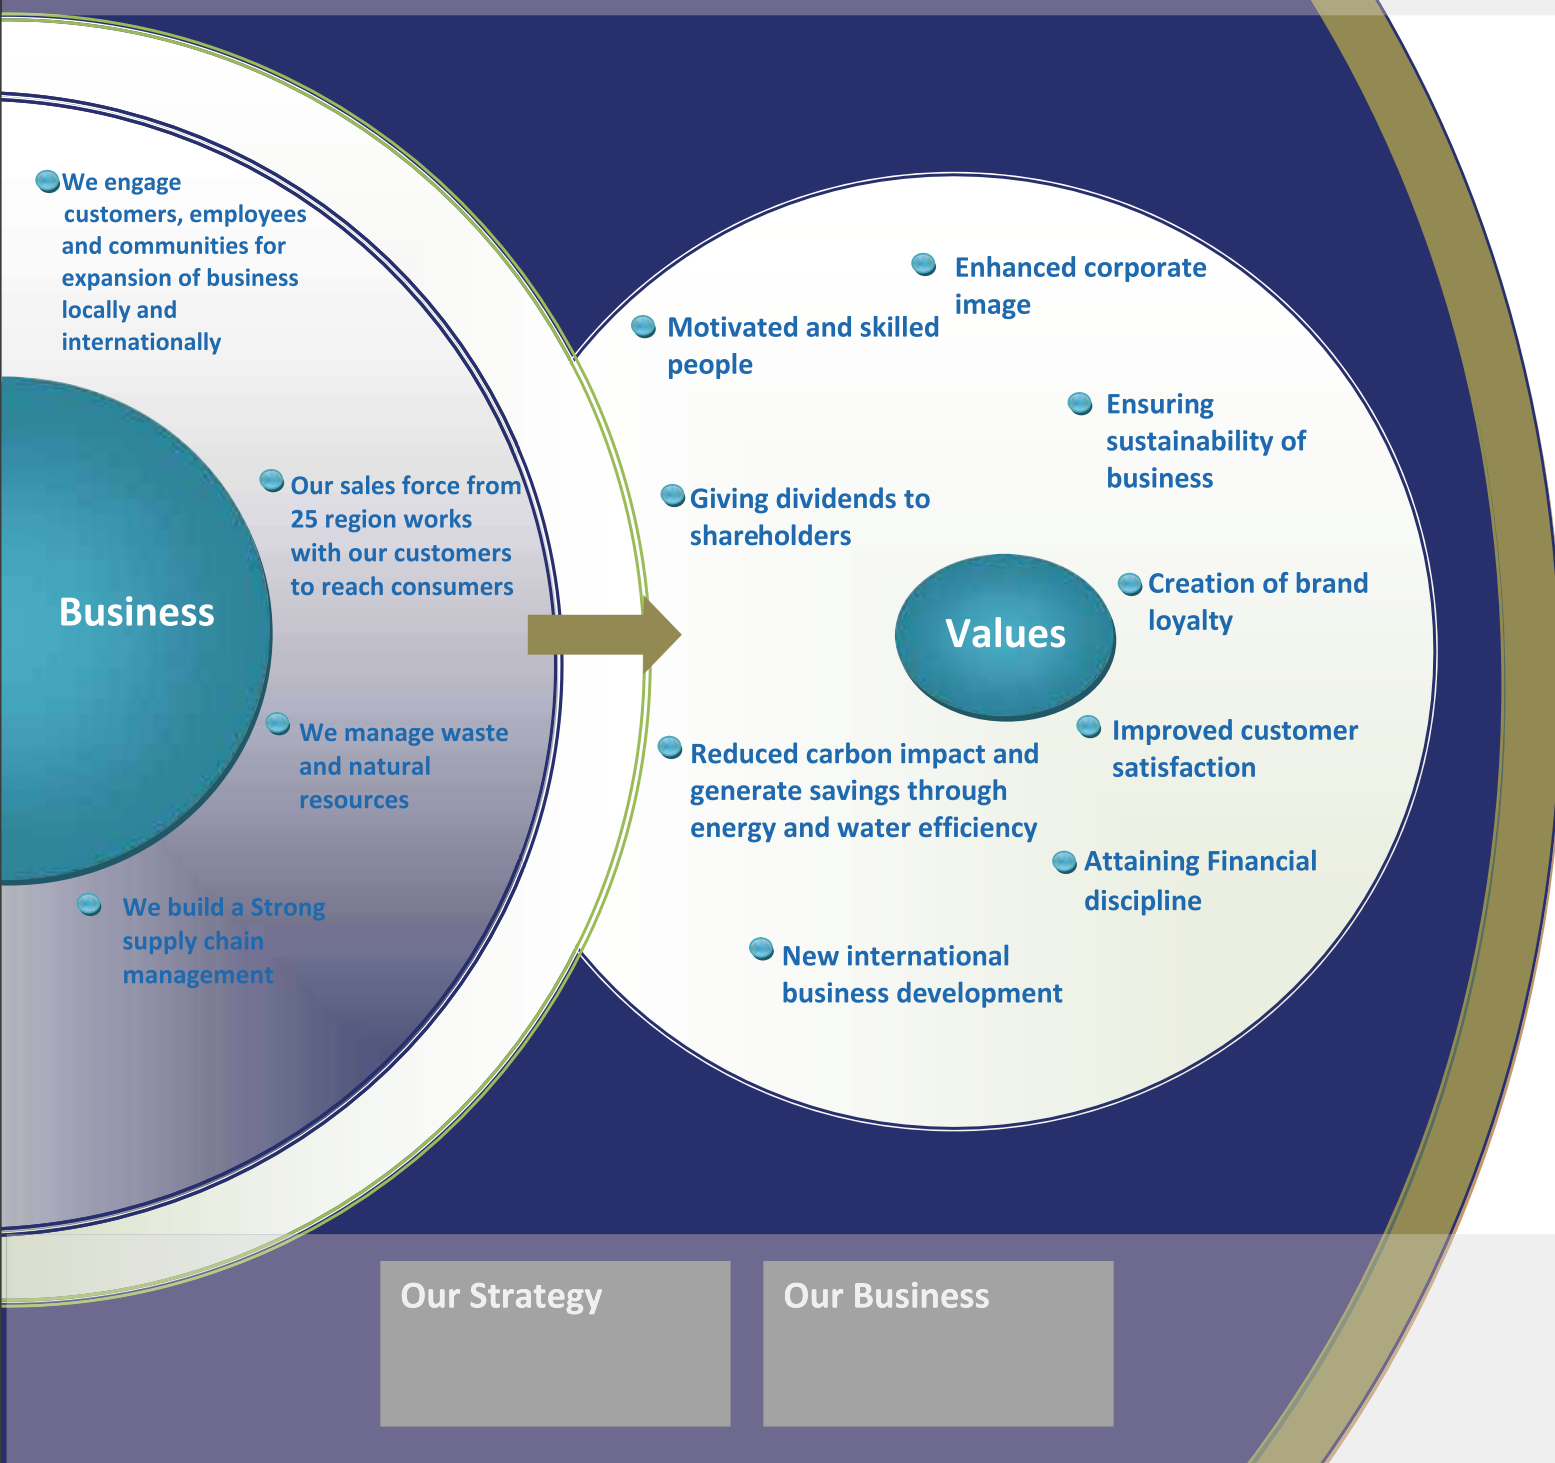 We engage
customers, employees
and communities for
expansion of business
locally and
internationally
Our sales force from
25 region works
with our customers
to reach consumers
Business
We manage waste
and natural
resources
We build a Strong
supply chain
management
Enhanced corporate
image
Motivated and skilled
people
Ensuring
sustainability of
business
Giving dividends to
shareholders
Creation of brand
loyalty
Values
Improved customer
satisfaction
Reduced carbon impact and
generate savings through
energy and water efficiency
Attaining Financial
discipline
New international
business development
Our Strategy
Our Business